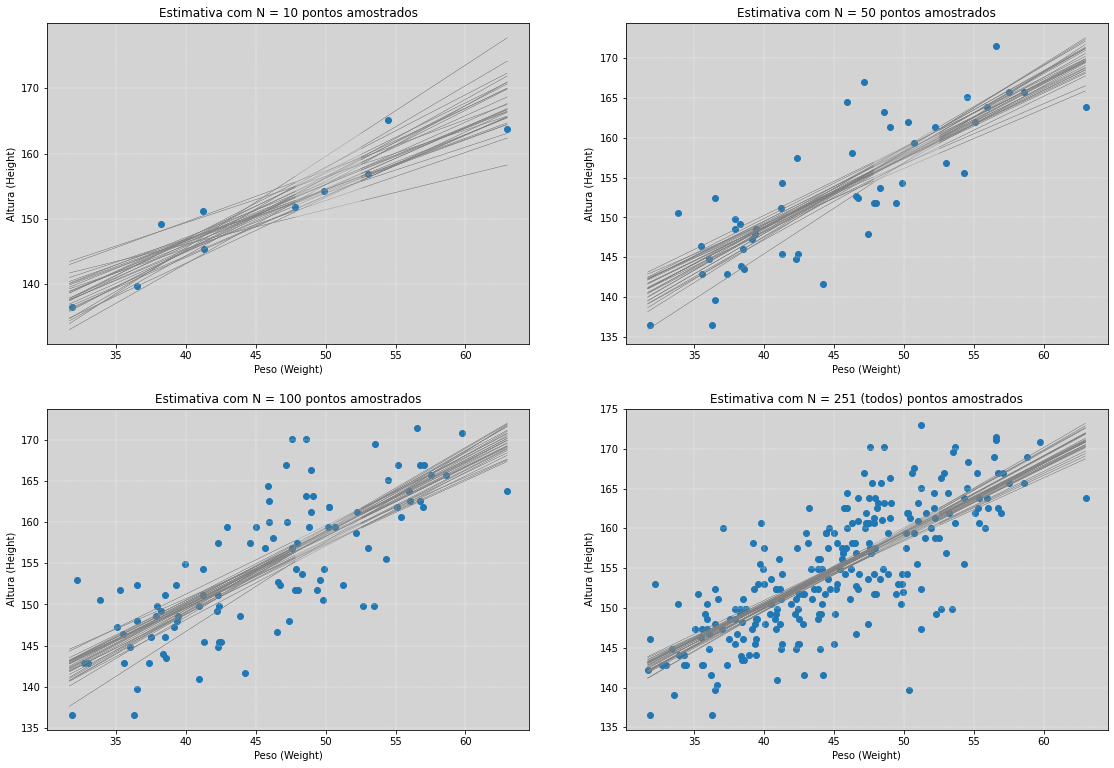 Estimativa com N = 10 pontos amostrados
Altura (Height)
170
160
150
140
35 40 45 50 55 60
Peso (Weight)
Estimativa com N = 50 pontos amostrados
Altura (Height)
170
165
160
155
150
145
140
135
35 40 45 50 55 60
Peso (Weight)
Estimativa com N = 100 pontos amostrados
Altura (Height)
170
165
160
155
150
145
140
135
35 40 45 50 55 60
Peso (Weight)
Estimativa com N = 251 (todos) pontos amostrados
Altura (Height)
175
170
165
160
155
150
145
140
135
35 40 45 50 55 60
Peso (Weight)